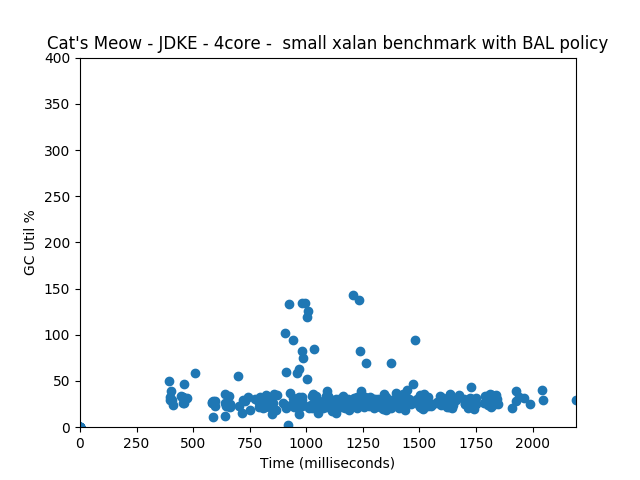 Cat's Meow - JDKE - 4core -  small xalan benchmark with BAL policy
400
350
300
250
200
150
100
50
0
GC Util %
0 250 500 750 1000 1250 1500 1750 2000
Time (milliseconds)